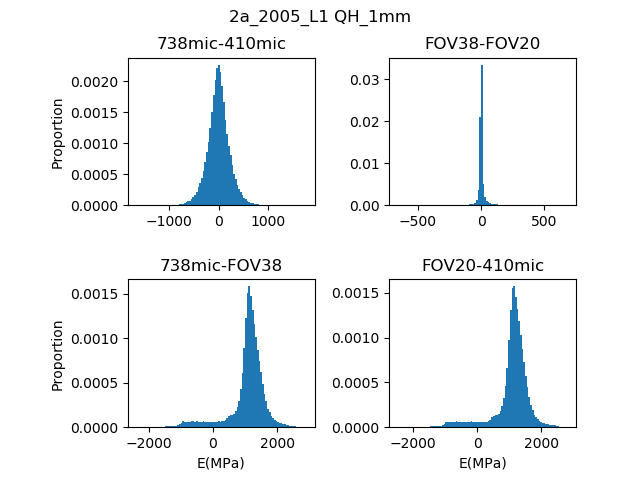 2a_2005_L1 QH_1mm
738mic-410mic
FOV38-FOV20
Proportion
0.0020
0.0015
0.0010
0.0005
0.0000
−1000 0 1000
0.03
0.02
0.01
0.00
−500 0 500
738mic-FOV38
FOV20-410mic
Proportion
0.0015
0.0010
0.0005
0.0000
−2000 0 2000
E(MPa)
0.0015
0.0010
0.0005
0.0000
−2000 0 2000
E(MPa)